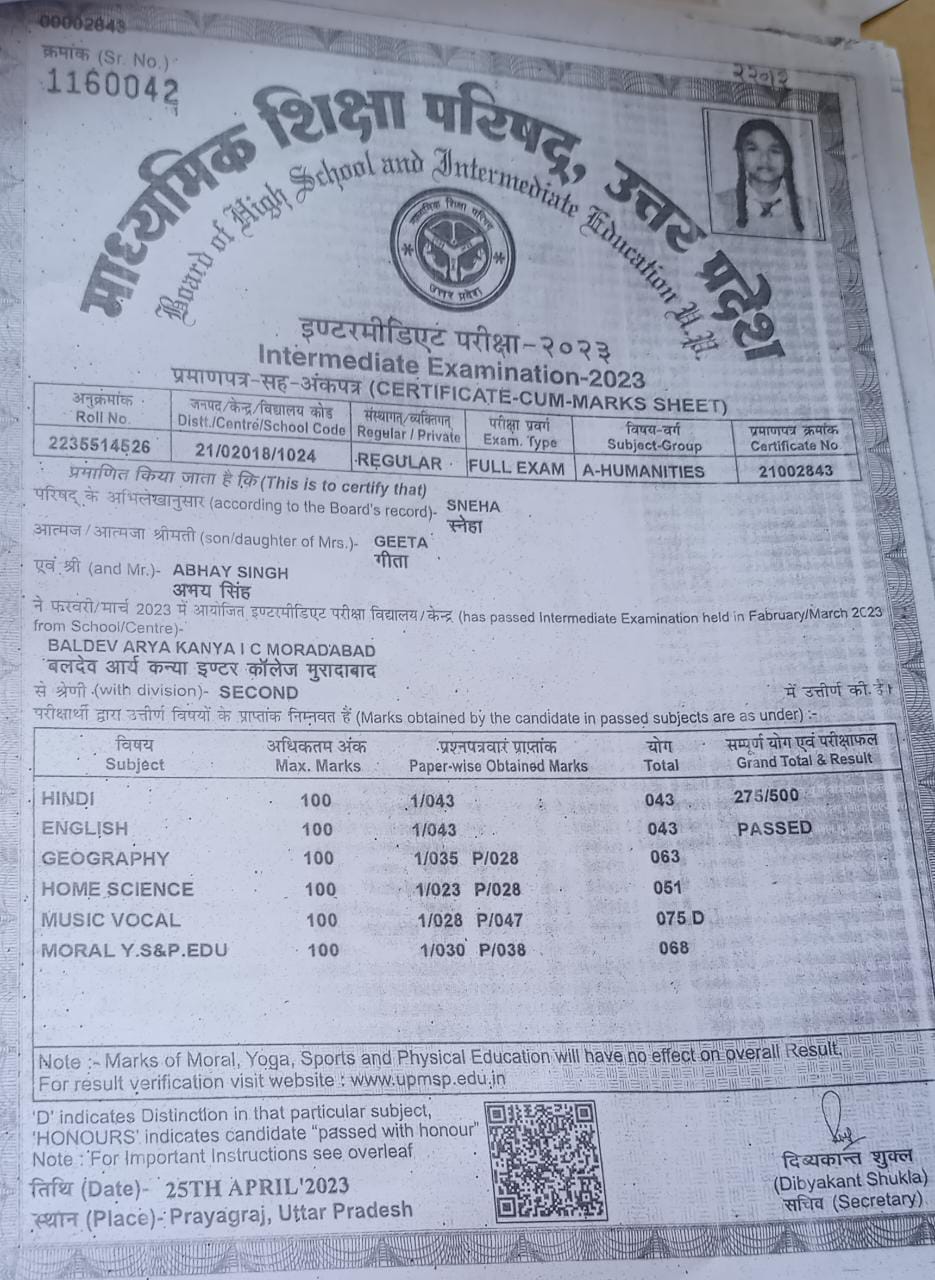 00002843
क्रमांक (Sr. No.)
1160042
२२०१२
माध्यमिक शिक्षा परिषद्, उत्तर प्रदेश
Board of High School and Intermediate Education U.P.
माध्यमिक शिक्षा परिषद
उत्तर प्रदेश
इण्टरमीडिएट परीक्षा-२०२३
Intermediate Examination-2023
प्रमाणपत्र-सह-अंकपत्र (CERTIFICATE-CUM-MARKS SHEET)
अनुक्रमांक जनपद/केन्द्र/विद्यालय कोड संस्थागत/व्यक्तिगत परीक्षा प्रवर्ग विषय-वर्ग प्रमाणपत्र क्रमांक
Roll No. Distt./Centre/School Code Regular / Private Exam. Type Subject-Group Certificate No
2235514526 21/02018/1024 REGULAR FULL EXAM A-HUMANITIES 21002843
प्रमाणित किया जाता है कि (This is to certify that)
परिषद् के अभिलेखानुसार (according to the Board's record)- SNEHA
स्नेहा
आत्मज/आत्मजा श्रीमती (son/daughter of Mrs.)- GEETA
गीता
एवं श्री (and Mr.)- ABHAY SINGH
अभय सिंह
ने फरवरी/मार्च 2023 में आयोजित इण्टरमीडिएट परीक्षा विद्यालय/केन्द्र (has passed Intermediate Examination held in Fabruary/March 2023
from School/Centre)-
BALDEV ARYA KANYA I C MORADABAD
बलदेव आर्य कन्या इण्टर कॉलेज मुरादाबाद
से श्रेणी (with division)- SECOND में उत्तीर्ण की है।
परीक्षार्थी द्वारा उत्तीर्ण विषयों के प्राप्तांक निम्नवत हैं (Marks obtained by the candidate in passed subjects are as under) :-
विषय अधिकतम अंक प्रश्नपत्रवार प्राप्तांक योग सम्पूर्ण योग एवं परीक्षाफल
Subject Max. Marks Paper-wise Obtained Marks Total Grand Total & Result
HINDI 100 1/043 043 275/500
ENGLISH 100 1/043 043 PASSED
GEOGRAPHY 100 1/035 P/028 063
HOME SCIENCE 100 1/023 P/028 051
MUSIC VOCAL 100 1/028 P/047 075 D
MORAL Y.S&P.EDU 100 1/030 P/038 068
Note :- Marks of Moral, Yoga, Sports and Physical Education will have no effect on overall Result.
For result verification visit website : www.upmsp.edu.in
'D' indicates Distinction in that particular subject,
'HONOURS' indicates candidate "passed with honour"
Note : For Important Instructions see overleaf
तिथि (Date)- 25TH APRIL'2023
स्थान (Place)- Prayagraj, Uttar Pradesh
दिब्यकान्त शुक्ल
(Dibyakant Shukla)
सचिव (Secretary)